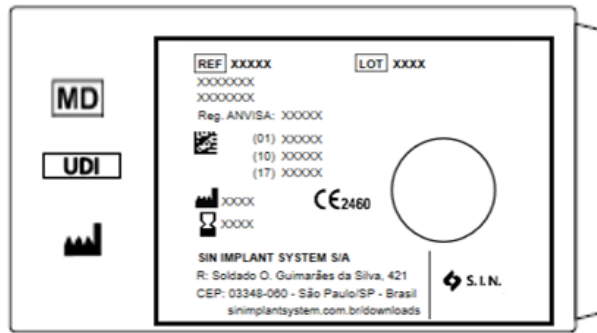 MD
UDI
REF XXXXX LOT XXXX
XXXXXXX
XXXXXXX
Reg. ANVISA: XXXXX
(01) XXXXX
(10) XXXXX
(17) XXXXX
XXXX
CE2460
XXXX
SIN IMPLANT SYSTEM S/A
R: Soldado O. Guimarães da Silva, 421
CEP: 03348-060 - São Paulo/SP - Brasil
sinimplantsystem.com.br/downloads
S.I.N.